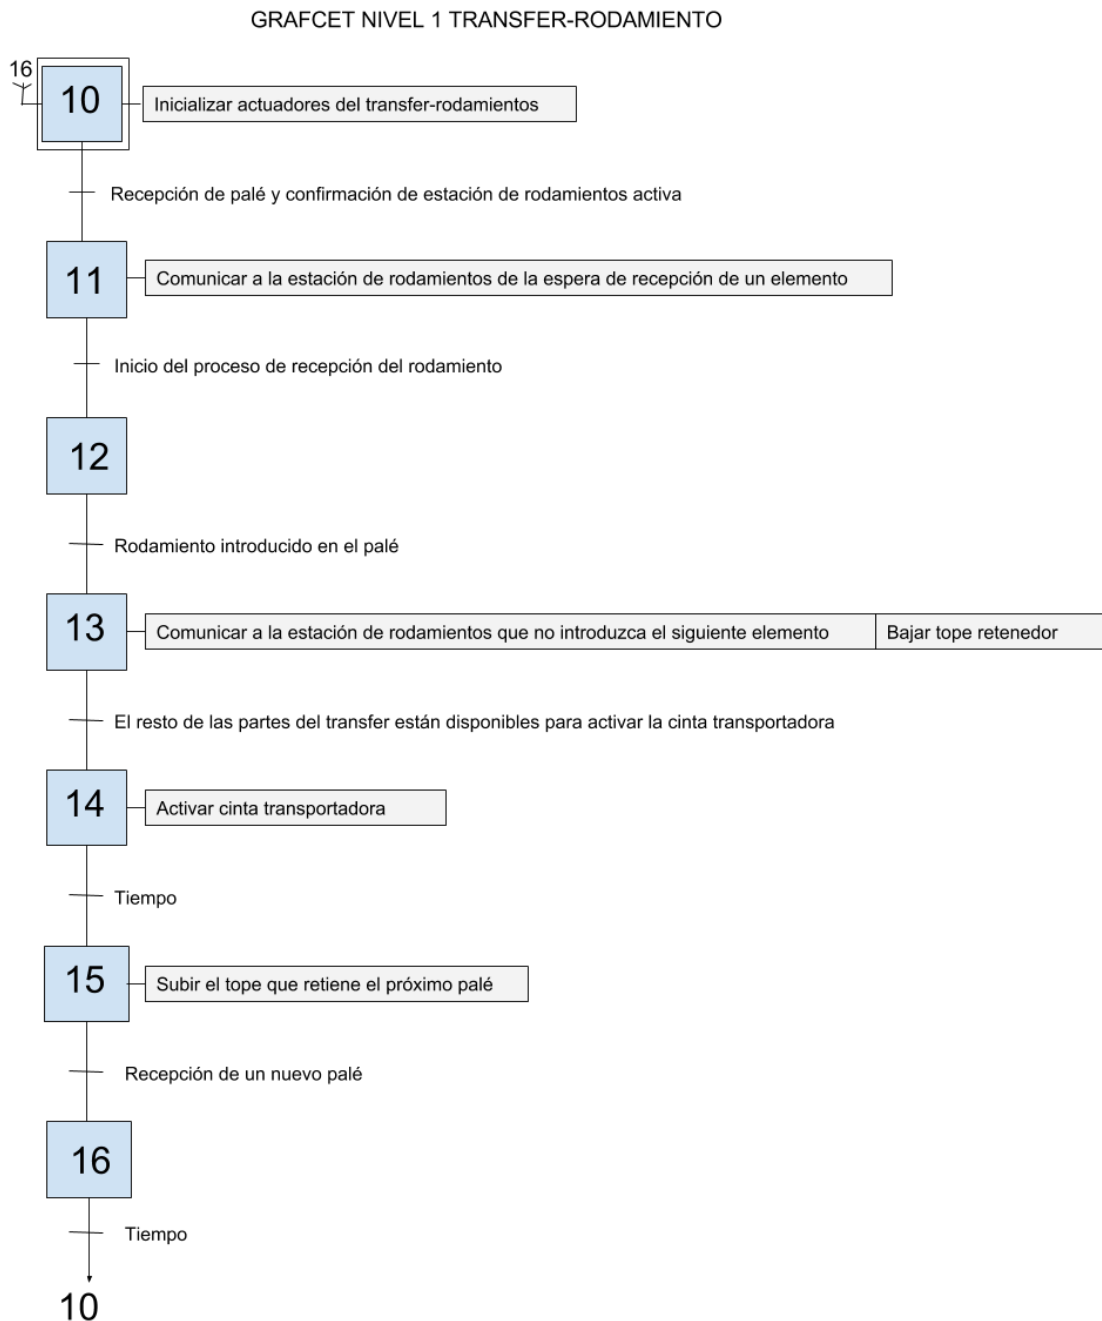 GRAFCET NIVEL 1 TRANSFER-RODAMIENTO
16
10
Inicializar actuadores del transfer-rodamientos
Recepción de palé y confirmación de estación de rodamientos activa
11
Comunicar a la estación de rodamientos de la espera de recepción de un elemento
Inicio del proceso de recepción del rodamiento
12
Rodamiento introducido en el palé
13
Comunicar a la estación de rodamientos que no introduzca el siguiente elemento
Bajar tope retenedor
El resto de las partes del transfer están disponibles para activar la cinta transportadora
14
Activar cinta transportadora
Tiempo
15
Subir el tope que retiene el próximo palé
Recepción de un nuevo palé
16
Tiempo
10